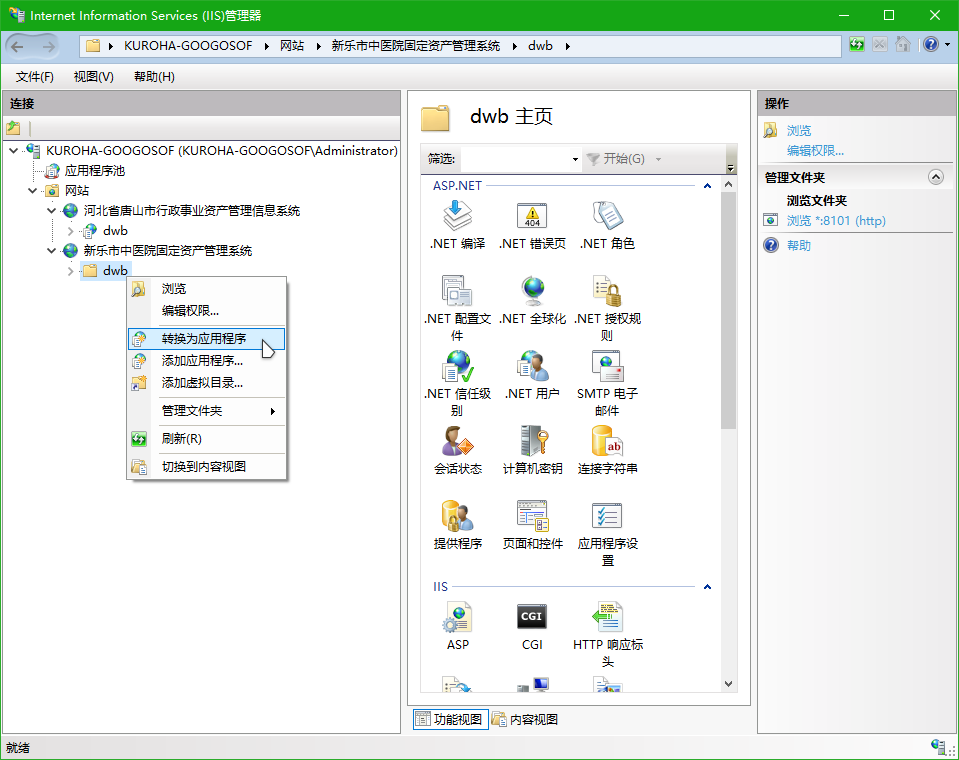 Internet Information Services (IIS)管理器
KUROHA-GOOGOSOF
网站
新乐市中医院固定资产管理系统
dwb
文件(F)
视图(V)
帮助(H)
连接
KUROHA-GOOGOSOF (KUROHA-GOOGOSOF\Administrator)
应用程序池
网站
河北省唐山市行政事业资产管理信息系统
dwb
新乐市中医院固定资产管理系统
dwb
浏览
编辑权限...
转换为应用程序
添加应用程序...
添加虚拟目录...
管理文件夹
刷新(R)
切换到内容视图
dwb 主页
筛选:
开始(G)
ASP.NET
.NET 编译
.NET 错误页
404
.NET 角色
.NET 配置文
件
.NET 全球化
.NET 授权规
则
.NET 信任级
别
.NET 用户
SMTP 电子
邮件
会话状态
计算机密钥
连接字符串
ab
提供程序
页面和控件
应用程序设
置
IIS
ASP
CGI
CGI
HTTP 响应标
头
功能视图
内容视图
操作
浏览
编辑权限...
管理文件夹
浏览文件夹
浏览 *:8101 (http)
帮助
就绪